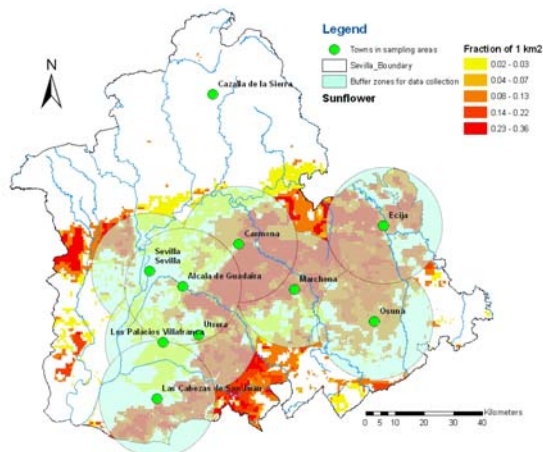 Legend
Towns in sampling areas
Sevilla_Boundary
Buffer zones for data collection
Sunflower
Fraction of 1 km2
0.02 - 0.03
0.04 - 0.07
0.08 - 0.13
0.14 - 0.22
0.23 - 0.36
N
Cazalla de la Sierra
Ecija
Carmona
Sevilla
Sevilla
Alcala de Guadaira
Marchena
Osuna
Utrera
Los Palacios Villafranca
Las Cabezas de San Juan
Kilometers
0 5 10 20 30 40